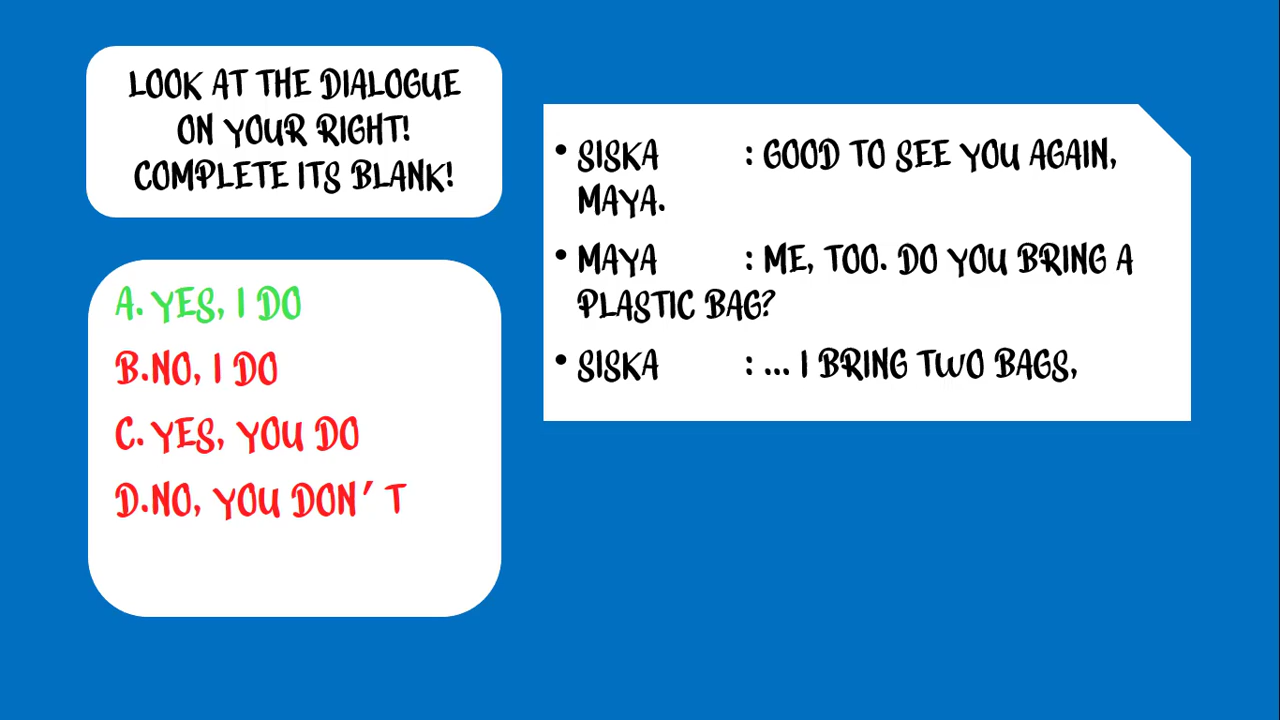 LOOK AT THE DIALOGUE
ON YOUR RIGHT!
COMPLETE ITS BLANK!
A. YES, I DO
B.NO, I DO
C. YES, YOU DO
D.NO, YOU DON'T
• SISKA : GOOD TO SEE YOU AGAIN,
MAYA.
• MAYA : ME, TOO. DO YOU BRING A
PLASTIC BAG?
• SISKA : ... I BRING TWO BAGS,